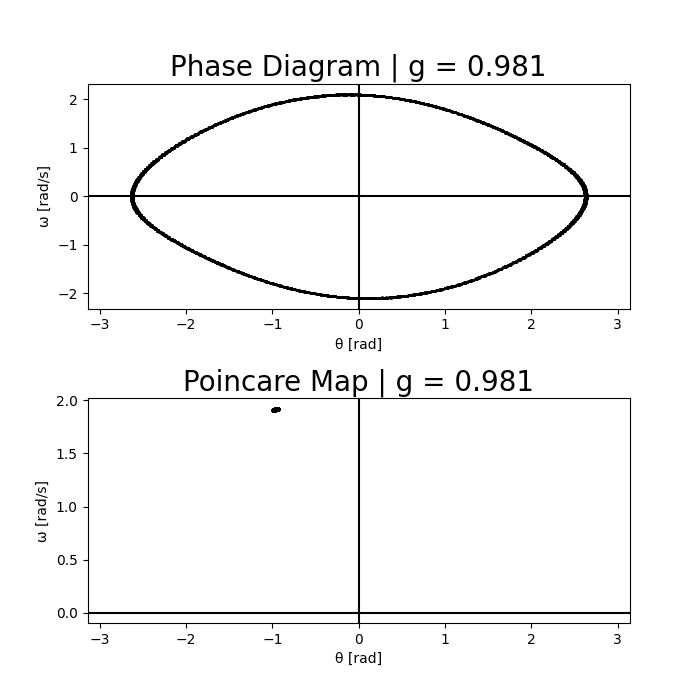 Phase Diagram | g = 0.981
2
1
0
−1
−2
ω [rad/s]
−3 −2 −1 0 1 2 3
θ [rad]
Poincare Map | g = 0.981
2.0
1.5
1.0
0.5
0.0
ω [rad/s]
−3 −2 −1 0 1 2 3
θ [rad]